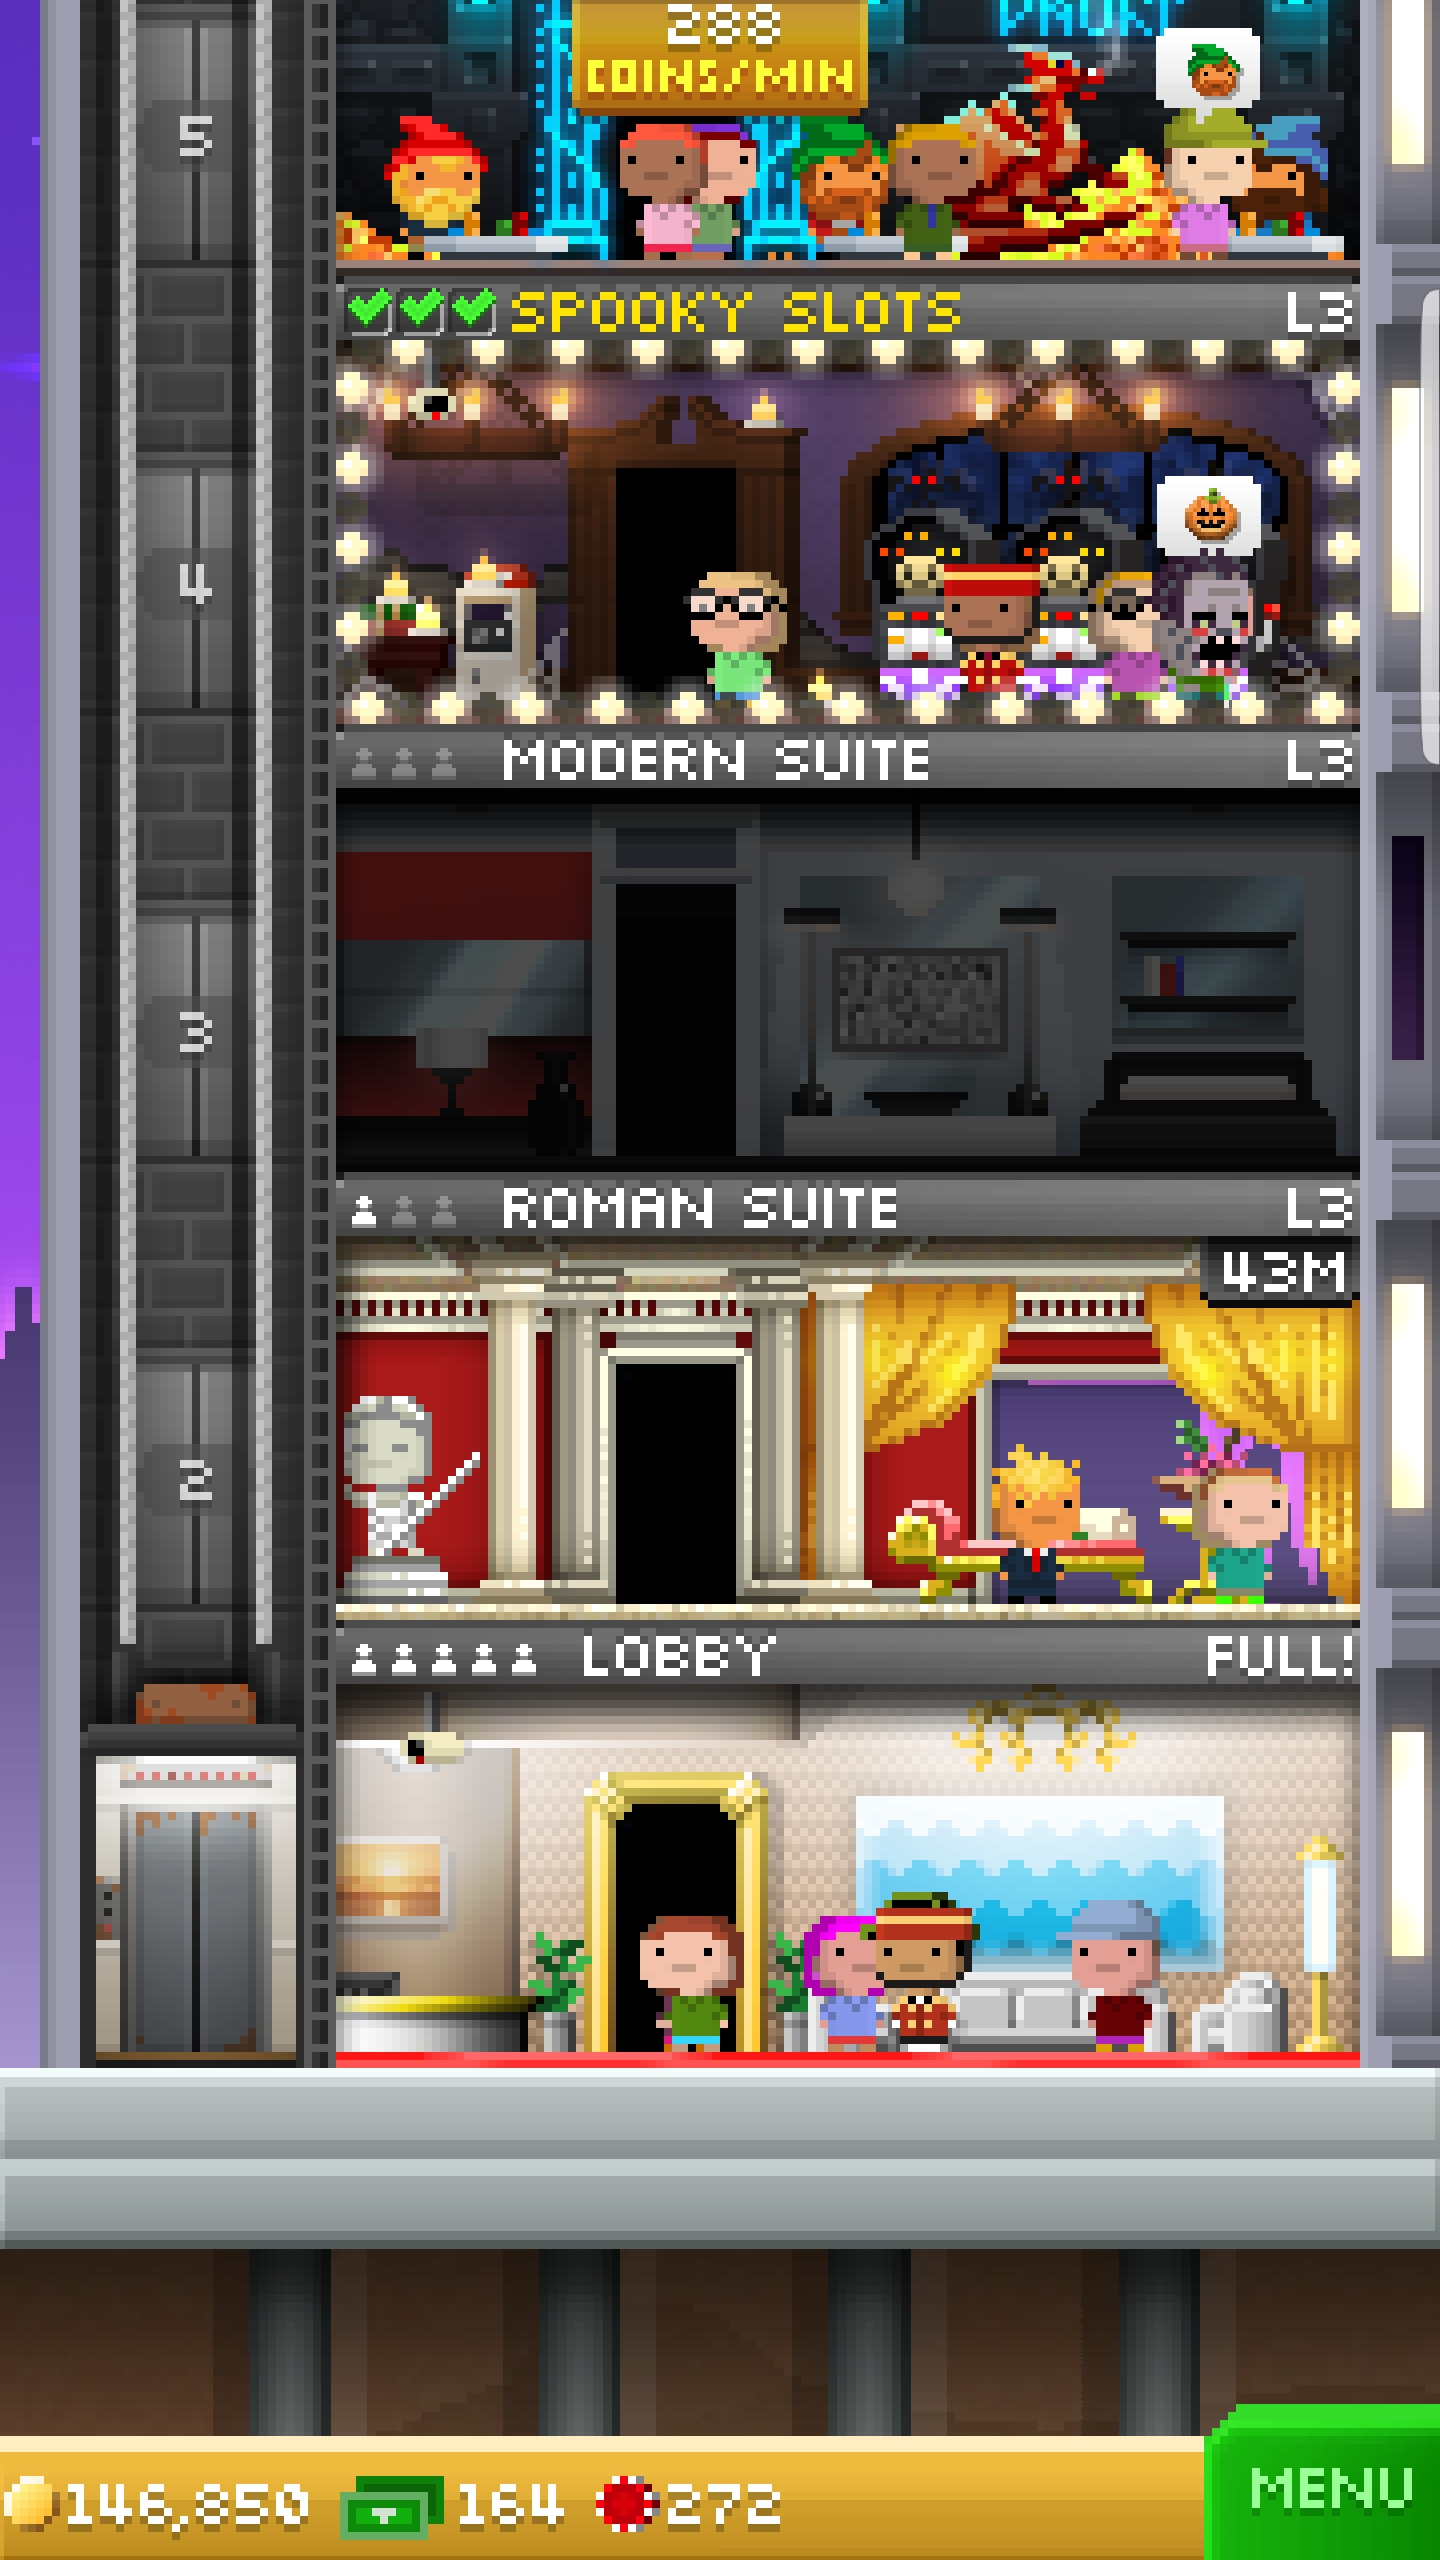 288
COINS/MIN
5
SPOOKY SLOTS L3
4
MODERN SUITE L3
3
ROMAN SUITE L3
43M
2
LOBBY FULL!
146,850 164 272
MENU